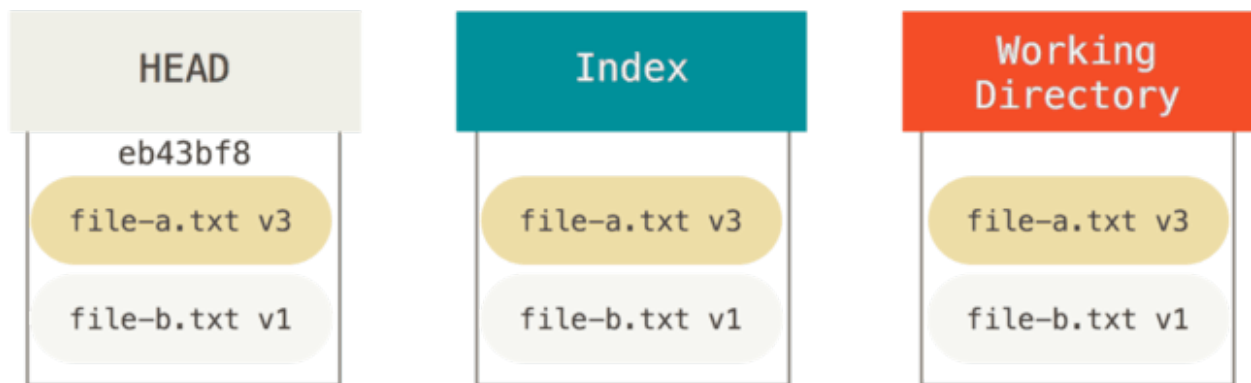 HEAD
Index
Working
Directory
eb43bf8
file-a.txt v3
file-a.txt v3
file-a.txt v3
file-b.txt v1
file-b.txt v1
file-b.txt v1